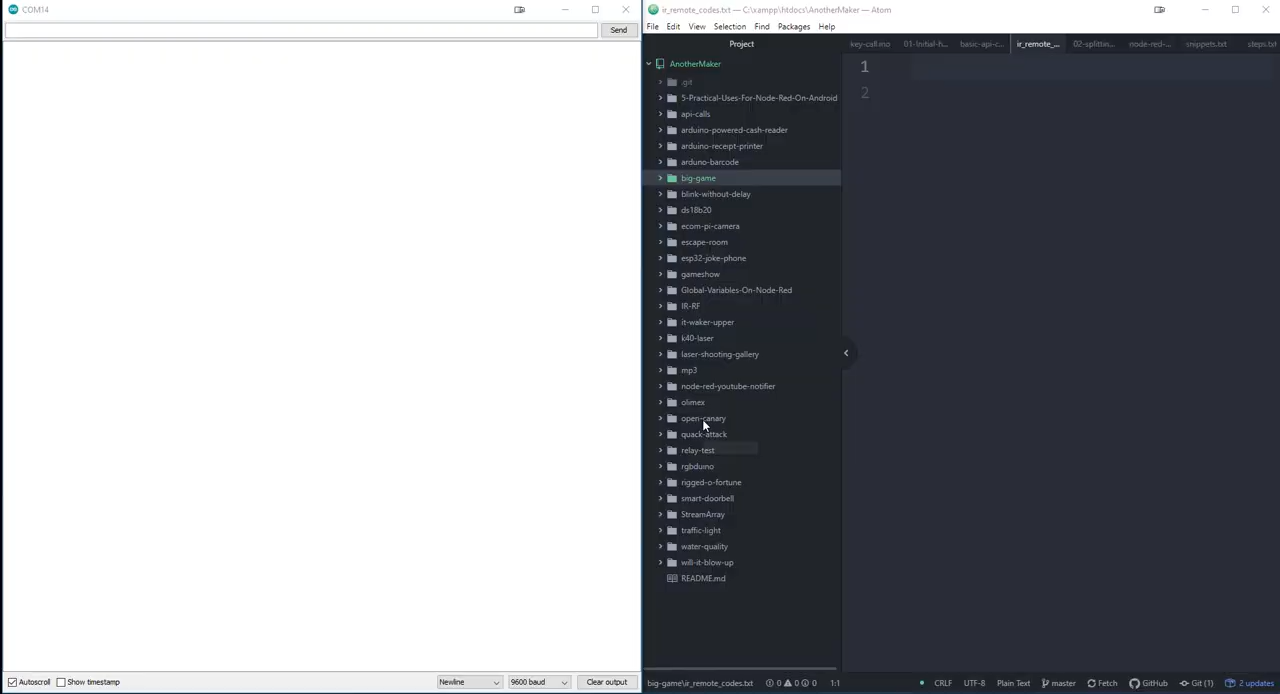 COM14
Send
Autoscroll
Show timestamp
Newline
9600 baud
Clear output
ir_remote_codes.txt — C:\xampp\htdocs\AnotherMaker — Atom
File Edit View Selection Find Packages Help
Project
key-call.ino 01-Initial-h... basic-api-c... ir_remote_... 02-splittin... node-red-... snippets.txt steps.txt
AnotherMaker
.git
5-Practical-Uses-For-Node-Red-On-Android
api-calls
arduino-powered-cash-reader
arduino-receipt-printer
arduno-barcode
big-game
blink-without-delay
ds18b20
ecom-pi-camera
escape-room
esp32-joke-phone
gameshow
Global-Variables-On-Node-Red
IR-RF
it-waker-upper
k40-laser
laser-shooting-gallery
mp3
node-red-youtube-notifier
olimex
open-canary
quack-attack
relay-test
rgbduino
rigged-o-fortune
smart-doorbell
StreamArray
traffic-light
water-quality
will-it-blow-up
README.md
1
2
big-game\ir_remote_codes.txt 0 0 0 1:1 CRLF UTF-8 Plain Text master Fetch GitHub Git (1) 2 updates